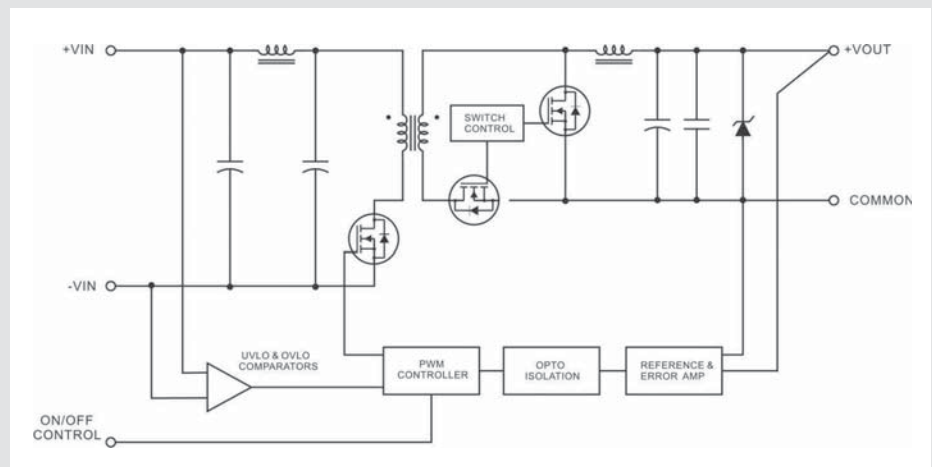 +VIN
+VOUT
SWITCH
CONTROL
COMMON
-VIN
UVLO & OVLO
COMPARATORS
PWM
CONTROLLER
OPTO
ISOLATION
REFERENCE &
ERROR AMP
ON/OFF
CONTROL